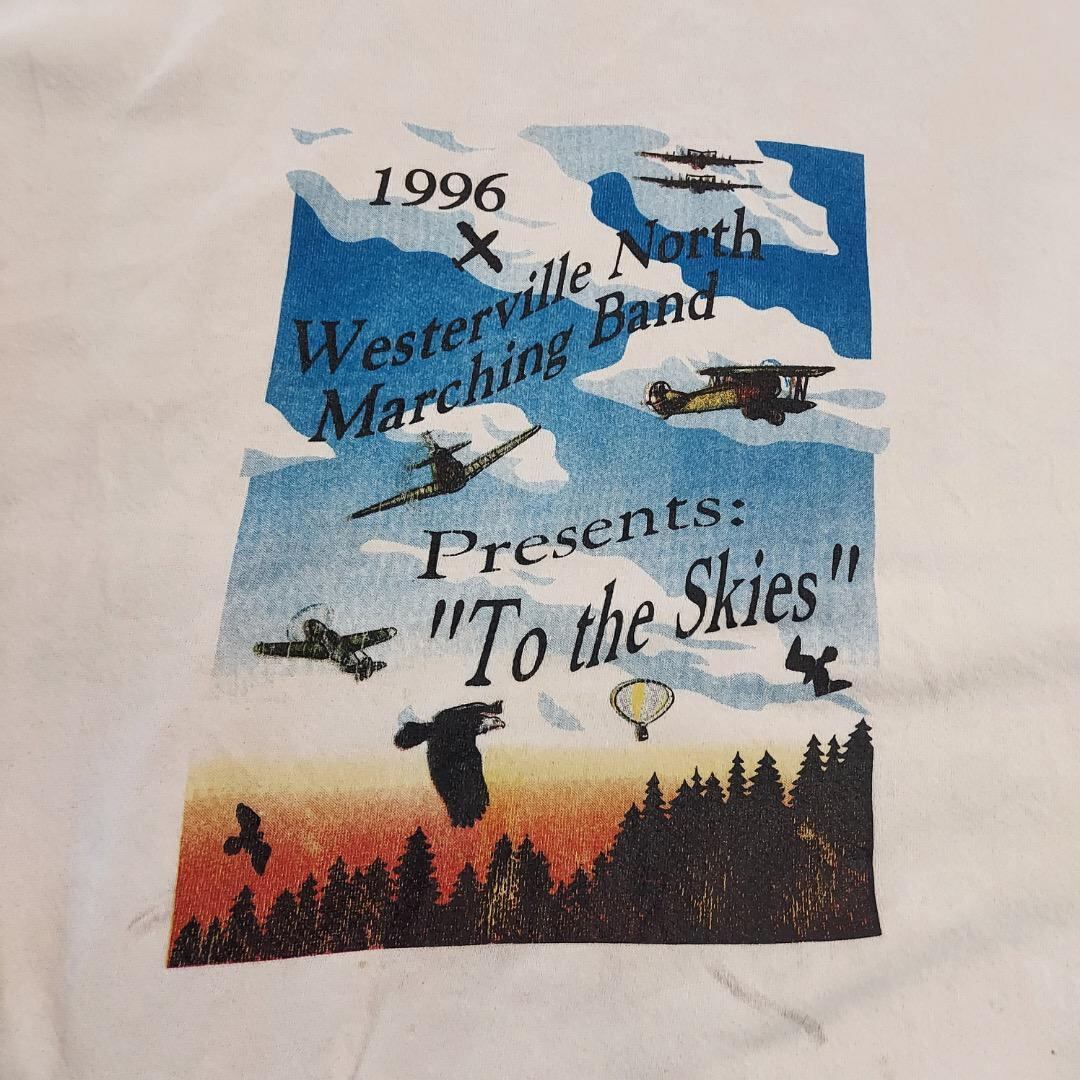 1996
Westerville North
Marching Band
Presents:
"To the Skies"